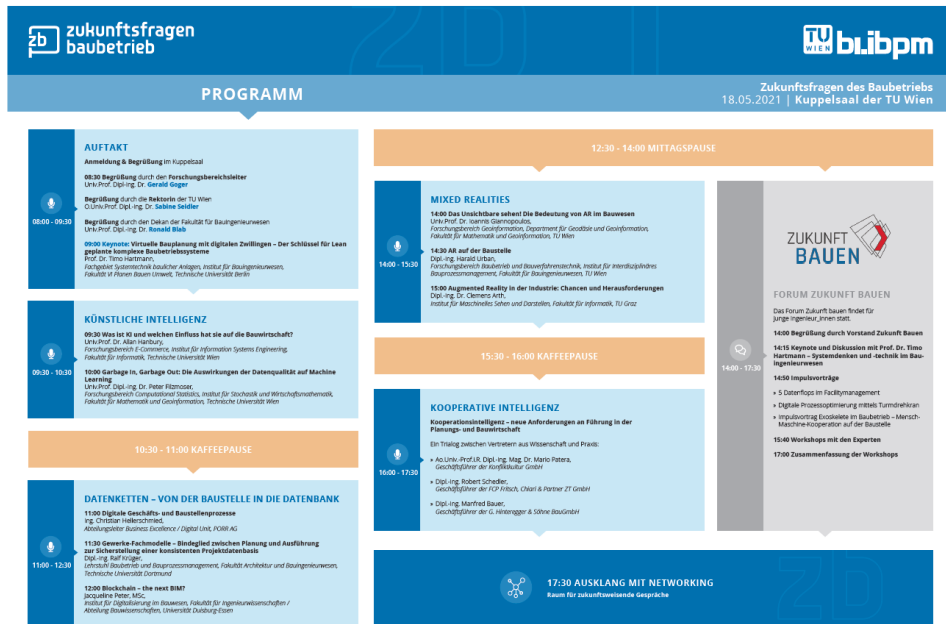 zukunftsfragen
baubetrieb
TU
WIEN
bl.ibpm
PROGRAMM
Zukunftsfragen des Baubetriebs
18.05.2021 | Kuppelsaal der TU Wien
08:00 - 09:30
AUFTAKT
Anmeldung & Begrüßung im Kuppelsaal
08:30 Begrüßung durch den Forschungsbereichsleiter
Univ.Prof. Dipl-Ing. Dr. Gerald Goger
Begrüßung durch die Rektorin der TU Wien
O.Univ.Prof. Dipl.-Ing. Dr. Sabine Seidler
Begrüßung durch den Dekan der Fakultät für Bauingenieurwesen
Univ.Prof. Dipl.-Ing. Dr. Ronald Blab
09:00 Keynote: Virtuelle Bauplanung mit digitalen Zwillingen – Der Schlüssel für Lean
geplante komplexe Baubetriebssysteme
Prof. Dr. Timo Hartmann,
Fachgebiet Systemtechnik baulicher Anlagen, Institut für Bauingenieurwesen,
Fakultät VI Planen Bauen Umwelt, Technische Universität Berlin
09:30 - 10:30
KÜNSTLICHE INTELLIGENZ
09:30 Was ist KI und welchen Einfluss hat sie auf die Bauwirtschaft?
Univ.Prof. Dr. Allan Hanbury,
Forschungsbereich E-Commerce, Institut für Information Systems Engineering,
Fakultät für Informatik, Technische Universität Wien
10:00 Garbage In, Garbage Out: Die Auswirkungen der Datenqualität auf Machine
Learning
Univ.Prof. Dipl.-Ing. Dr. Peter Filzmoser,
Forschungsbereich Computational Statistics, Institut für Stochastik und Wirtschaftsmathematik,
Fakultät für Mathematik und Geoinformation, Technische Universität Wien
10:30 - 11:00 KAFFEEPAUSE
11:00 - 12:30
DATENKETTEN – VON DER BAUSTELLE IN DIE DATENBANK
11:00 Digitale Geschäfts- und Baustellenprozesse
Ing. Christian Hellerschmied,
Abteilungsleiter Business Excellence / Digital Unit, PORR AG
11:30 Gewerke-Fachmodelle – Bindeglied zwischen Planung und Ausführung
zur Sicherstellung einer konsistenten Projektdatenbasis
Dipl.-Ing. Ralf Krüger,
Lehrstuhl Baubetrieb und Bauprozessmanagement, Fakultät Architektur und Bauingenieurwesen,
Technische Universität Dortmund
12:00 Blockchain – the next BIM?
Jacqueline Peter, MSc,
Institut für Digitalisierung im Bauwesen, Fakultät für Ingenieurwissenschaften /
Abteilung Bauwissenschaften, Universität Duisburg-Essen
12:30 - 14:00 MITTAGSPAUSE
14:00 - 15:30
MIXED REALITIES
14:00 Das Unsichtbare sehen! Die Bedeutung von AR im Bauwesen
Univ.Prof. Dr. Ioannis Giannopoulos,
Forschungsbereich Geoinformation, Department für Geodäsie und Geoinformation,
Fakultät für Mathematik und Geoinformation, TU Wien
14:30 AR auf der Baustelle
Dipl.-Ing. Harald Urban,
Forschungsbereich Baubetrieb und Bauverfahrenstechnik, Institut für Interdisziplinäres
Bauprozessmanagement, Fakultät für Bauingenieurwesen, TU Wien
15:00 Augmented Reality in der Industrie: Chancen und Herausforderungen
Dipl.-Ing. Dr. Clemens Arth,
Institut für Maschinelles Sehen und Darstellen, Fakultät für Informatik, TU Graz
15:30 - 16:00 KAFFEEPAUSE
16:00 - 17:30
KOOPERATIVE INTELLIGENZ
Kooperationsintelligenz – neue Anforderungen an Führung in der
Planungs- und Bauwirtschaft
Ein Trialog zwischen Vertretern aus Wissenschaft und Praxis:
» Ao.Univ.-Prof.i.R. Dipl.-Ing. Mag. Dr. Mario Patera,
Geschäftsführer der Konfliktkultur GmbH
» Dipl.-Ing. Robert Schedler,
Geschäftsführer der FCP Fritsch, Chiari & Partner ZT GmbH
» Dipl.-Ing. Manfred Bauer,
Geschäftsführer der G. Hinteregger & Söhne BauGmbH
14:00 - 17:30
ZUKUNFT
BAUEN
FORUM ZUKUNFT BAUEN
Das Forum Zukunft bauen findet für
junge Ingenieur_innen statt.
14:00 Begrüßung durch Vorstand Zukunft Bauen
14:15 Keynote und Diskussion mit Prof. Dr. Timo
Hartmann – Systemdenken und -technik im Bau-
ingenieurwesen
14:50 Impulsvorträge
» 5 Datenflops im Facilitymanagement
» Digitale Prozessoptimierung mittels Turmdrehkran
» Impulsvortrag Exoskelete im Baubetrieb – Mensch-
Maschine-Kooperation auf der Baustelle
15:40 Workshops mit den Experten
17:00 Zusammenfassung der Workshops
17:30 AUSKLANG MIT NETWORKING
Raum für zukunftsweisende Gespräche